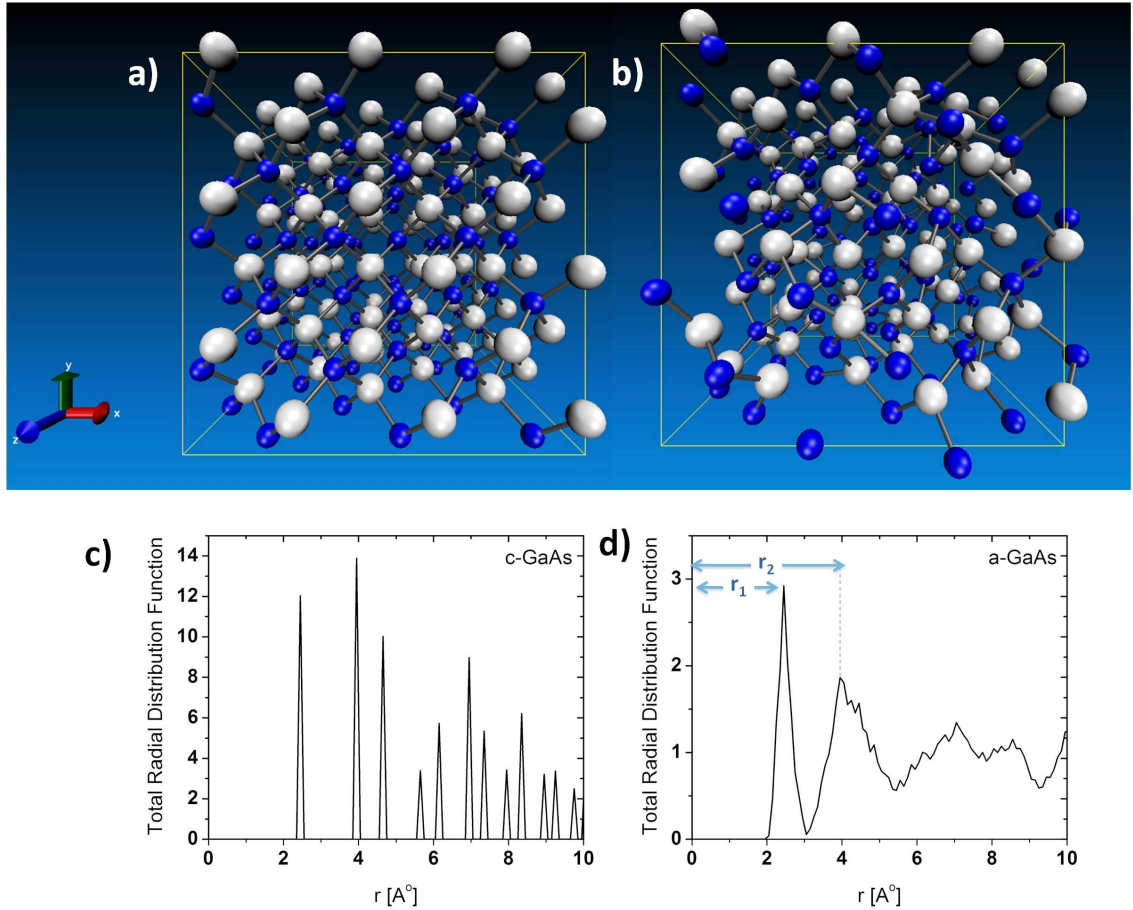 a)
b)
y
x
z
c)
c-GaAs
Total Radial Distribution Function
14
12
10
8
6
4
2
0
0 2 4 6 8 10
r [A°]
d)
a-GaAs
r₂
r₁
Total Radial Distribution Function
3
2
1
0
0 2 4 6 8 10
r [A°]